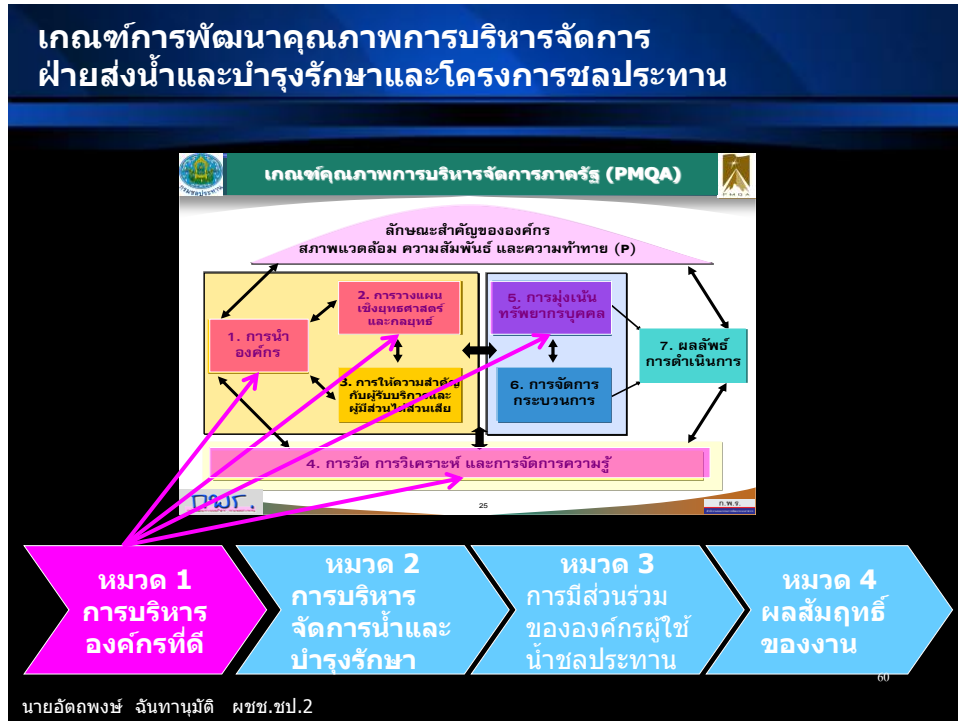 เกณฑ์การพัฒนาคุณภาพการบริหารจัดการ
ฝ่ายส่งน้ำและบำรุงรักษาและโครงการชลประทาน
เกณฑ์คุณภาพการบริหารจัดการภาครัฐ (PMQA)
PMQA
ลักษณะสำคัญขององค์กร
สภาพแวดล้อม ความสัมพันธ์ และความท้าทาย (P)
2. การวางแผน
เชิงยุทธศาสตร์
และกลยุทธ์
5. การมุ่งเน้น
ทรัพยากรบุคคล
1. การนำ
องค์กร
7. ผลลัพธ์
การดำเนินการ
3. การให้ความสำคัญ
กับผู้รับบริการและ
ผู้มีส่วนได้ส่วนเสีย
6. การจัดการ
กระบวนการ
4. การวัด การวิเคราะห์ และการจัดการความรู้
กพร.
25
ก.พ.ร.
หมวด 1
การบริหาร
องค์กรที่ดี
หมวด 2
การบริหาร
จัดการน้ำและ
บำรุงรักษา
หมวด 3
การมีส่วนร่วม
ขององค์กรผู้ใช้
น้ำชลประทาน
หมวด 4
ผลสัมฤทธิ์
ของงาน
60
นายอัดถพงษ์ ฉันทานุมัติ ผชช.ชป.2